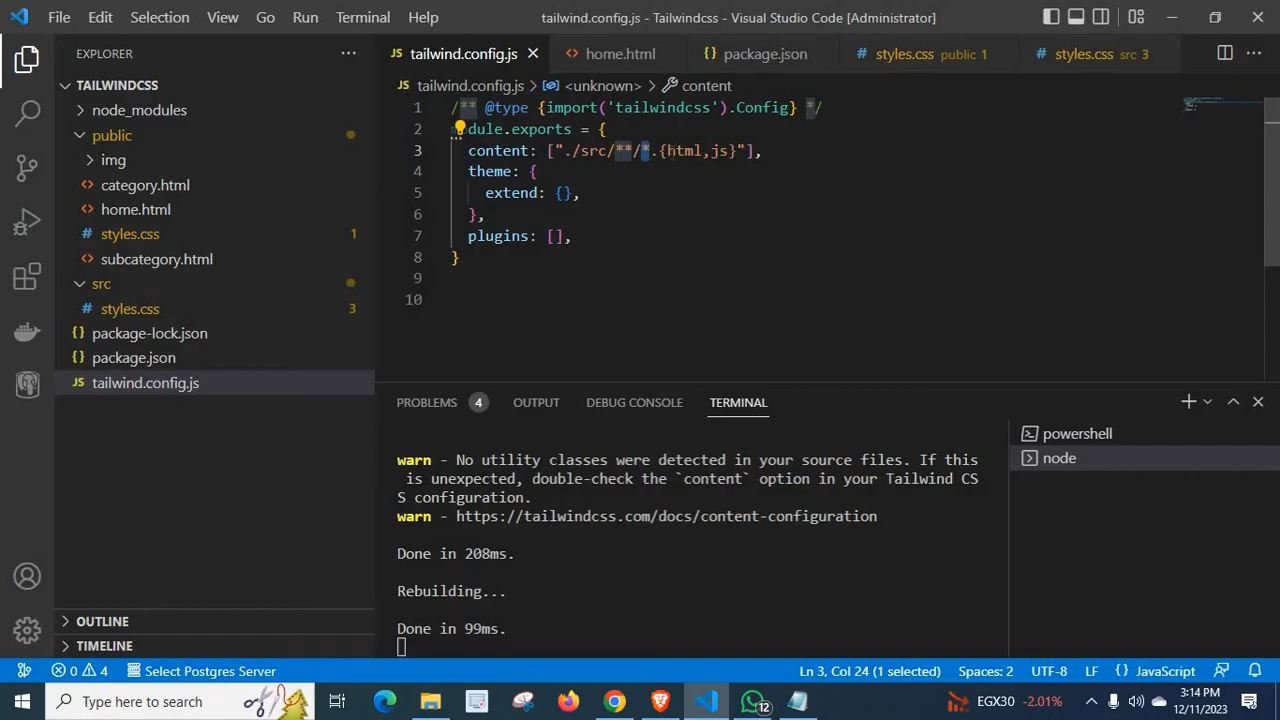 File Edit Selection View Go Run Terminal Help
tailwind.config.js - Tailwindcss - Visual Studio Code [Administrator]
EXPLORER
TAILWINDCSS
node_modules
public
img
category.html
home.html
styles.css 1
subcategory.html
src
styles.css 3
package-lock.json
package.json
tailwind.config.js
OUTLINE
TIMELINE
tailwind.config.js home.html package.json styles.css public 1 styles.css src 3
tailwind.config.js > <unknown> > content
1 /** @type {import('tailwindcss').Config} */
2 dule.exports = {
3 content: ["./src/**/*.{html,js}"],
4 theme: {
5 extend: {},
6 },
7 plugins: [],
8 }
9
10
PROBLEMS 4 OUTPUT DEBUG CONSOLE TERMINAL
warn - No utility classes were detected in your source files. If this
is unexpected, double-check the `content` option in your Tailwind CS
S configuration.
warn - https://tailwindcss.com/docs/content-configuration
Done in 208ms.
Rebuilding...
Done in 99ms.
powershell
node
0 4 Select Postgres Server Ln 3, Col 24 (1 selected) Spaces: 2 UTF-8 LF {} JavaScript
Type here to search 12 EGX30 -2.01% 3:14 PM
12/11/2023